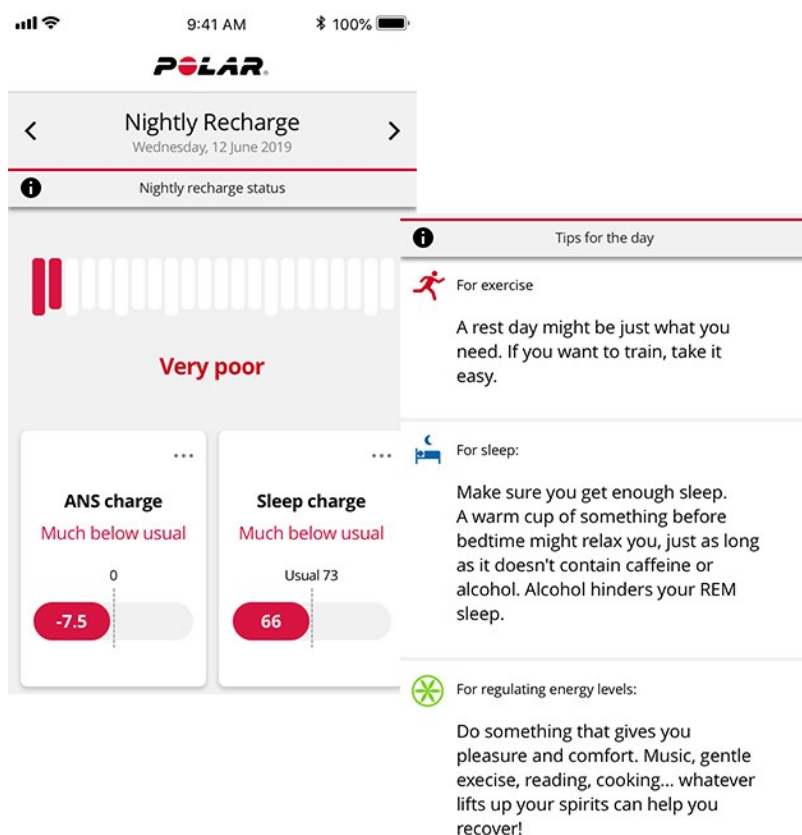 9:41 AM
100%
POLAR
Nightly Recharge
Wednesday, 12 June 2019
Nightly recharge status
Very poor
ANS charge
Much below usual
0
-7.5
Sleep charge
Much below usual
Usual 73
66
Tips for the day
For exercise
A rest day might be just what you
need. If you want to train, take it
easy.
For sleep:
Make sure you get enough sleep.
A warm cup of something before
bedtime might relax you, just as long
as it doesn't contain caffeine or
alcohol. Alcohol hinders your REM
sleep.
For regulating energy levels:
Do something that gives you
pleasure and comfort. Music, gentle
execise, reading, cooking... whatever
lifts up your spirits can help you
recover!